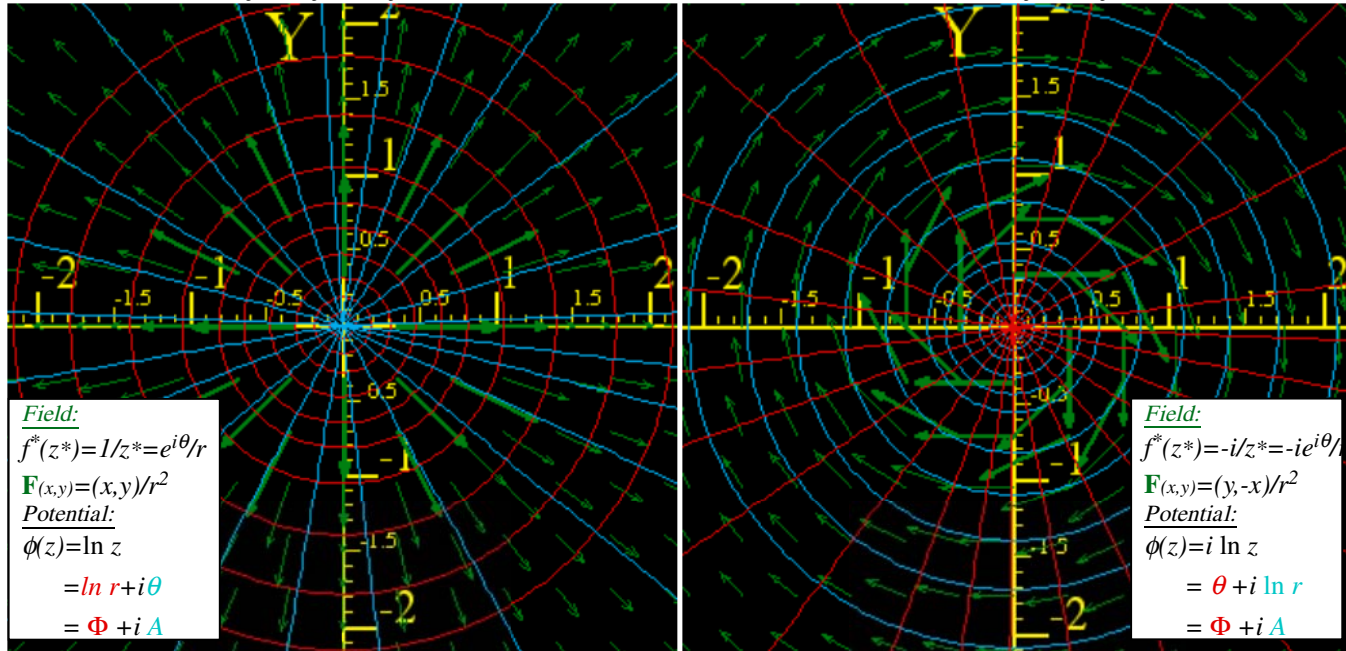 Y 2
1.5
1
0.5
-2 -1 1 2
-1.5 -0.5 0.5 1.5
-0.5
-1
-1.5
-2
Field:
f*(z*)=1/z*=e^{iθ}/r
F(x,y)=(x,y)/r²
Potential:
ϕ(z)=ln z
=ln r+iθ
= Φ +i A
Y 2
1.5
1
0.5
-2 -1 1 2
-1.5 -0.5 0.5 1.5
-0.5
-1
-1.5
-2
Field:
f*(z*)=-i/z*=-ie^{iθ}/
F(x,y)=(y,-x)/r²
Potential:
ϕ(z)=i ln z
= θ +i ln r
= Φ +i A